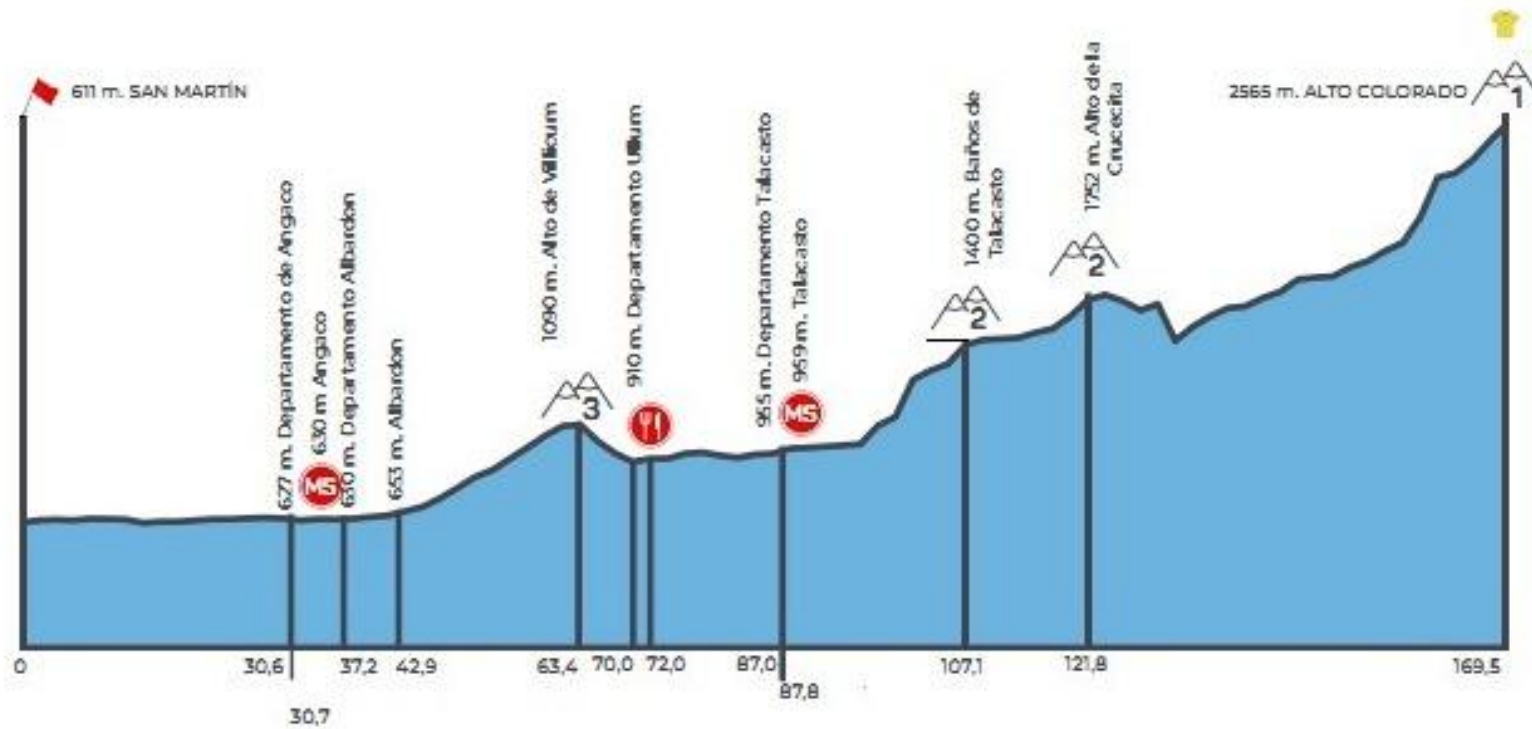 611 m. SAN MARTÍN
627 m. Departamento de Angaco
630 m Angaco
MS
630 m. Departamento Albardon
653 m. Albardon
1090 m. Alto de Villicum
3
910 m. Departamento Ullum
955 m. Departamento Talacasto
959 m. Talacasto
MS
1400 m. Baños de
Talacasto
2
1752 m. Alto de la
Crucecita
2
2565 m. ALTO COLORADO
1
0
30,6
37,2
42,9
63,4
70,0
72,0
87,0
107,1
121,8
169,5
30,7
87,8